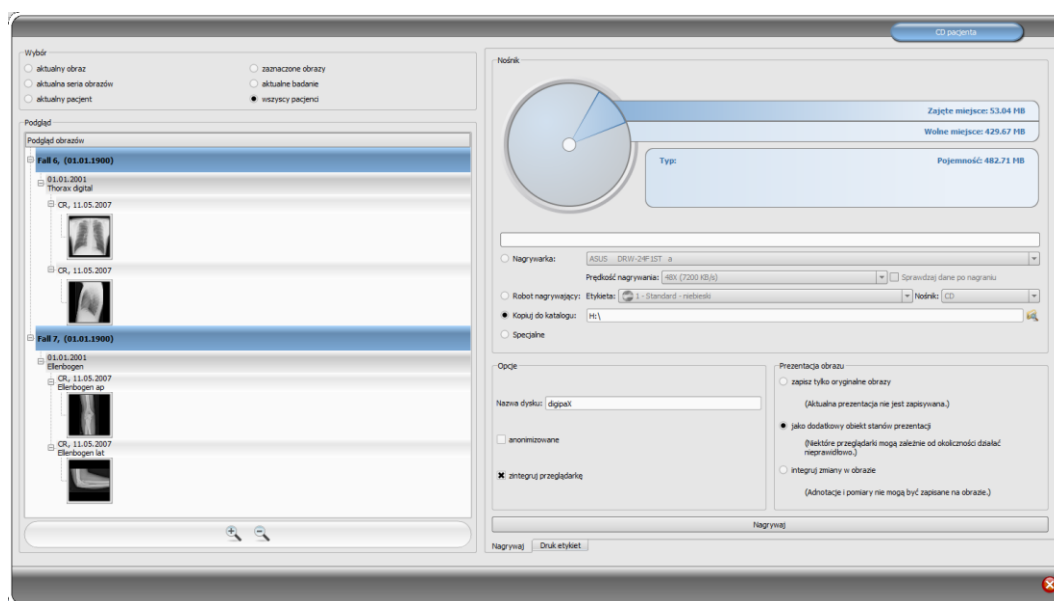 CD pacjenta
Wybór
aktualny obraz
zaznaczone obrazy
aktualna seria obrazów
aktualne badanie
aktualny pacjent
wszyscy pacjenci
Podgląd
Podgląd obrazów
Fall 6, (01.01.1900)
01.01.2001
Thorax digital
CR, 11.05.2007
CR, 11.05.2007
Fall 7, (01.01.1900)
01.01.2001
Ellenbogen
CR, 11.05.2007
Ellenbogen ap
CR, 11.05.2007
Ellenbogen lat
Nośnik
Zajęte miejsce: 53.04 MB
Wolne miejsce: 429.67 MB
Typ: Pojemność: 482.71 MB
Nagrywarka: ASUS DRW-24F1ST a
Prędkość nagrywania: 48X (7200 KB/s) Sprawdzaj dane po nagraniu
Robot nagrywający: Etykieta: 1 - Standard - niebieski Nośnik: CD
Kopiuj do katalogu: H:\
Specjalne
Opcje
Nazwa dysku: digipaX
anonimizowane
zintegruj przeglądarkę
Prezentacja obrazu
zapisz tylko oryginalne obrazy
(Aktualna prezentacja nie jest zapisywana.)
jako dodatkowy obiekt stanów prezentacji
(Niektóre przeglądarki mogą zależnie od okoliczności działać
nieprawidłowo.)
integruj zmiany w obrazie
(Adnotacje i pomiary nie mogą być zapisane na obrazie.)
Nagrywaj
Nagrywaj Druk etykiet